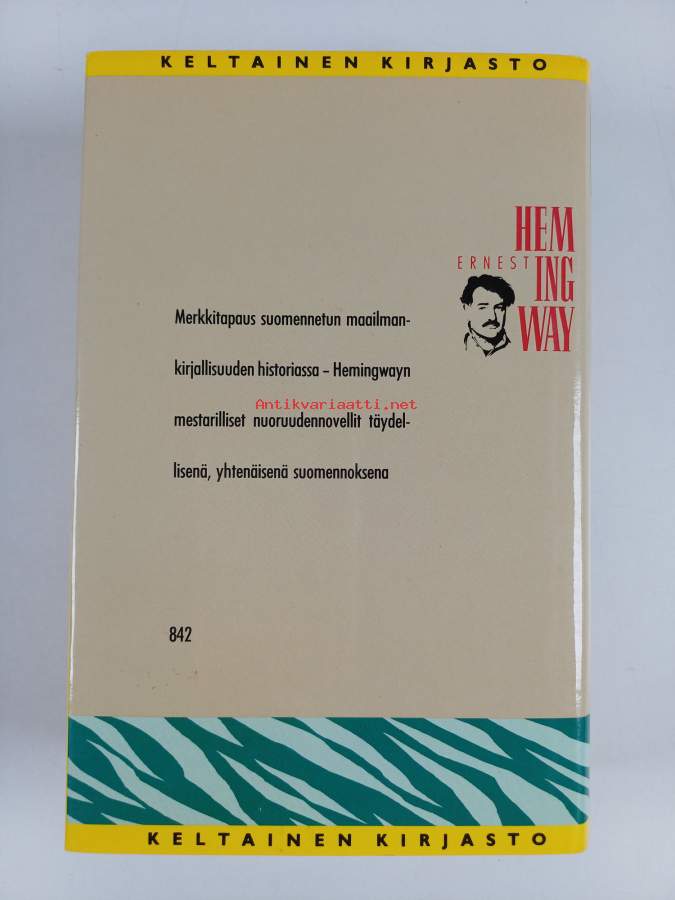 KELTAINEN KIRJASTO
HEM
ERNEST ING
WAY
Merkkitapaus suomennetun maailman-
kirjallisuuden historiassa – Hemingwayn
Antikvariaatti.net
mestarilliset nuoruudennovellit täydel-
lisenä, yhtenäisenä suomennoksena
842
KELTAINEN KIRJASTO